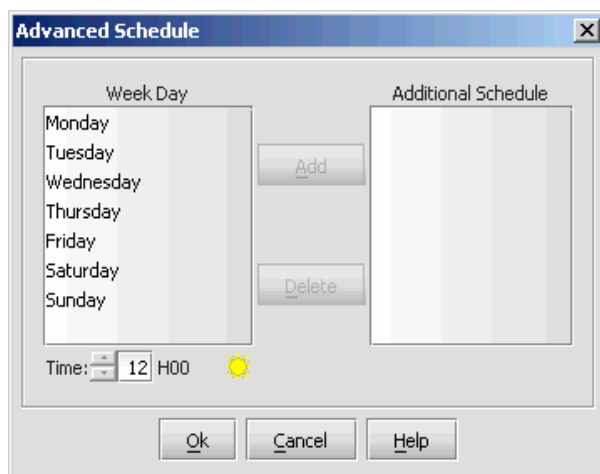 Advanced Schedule
Week Day
Additional Schedule
Monday
Tuesday
Wednesday
Thursday
Friday
Saturday
Sunday
Add
Delete
Time: 12 H00
Ok Cancel Help